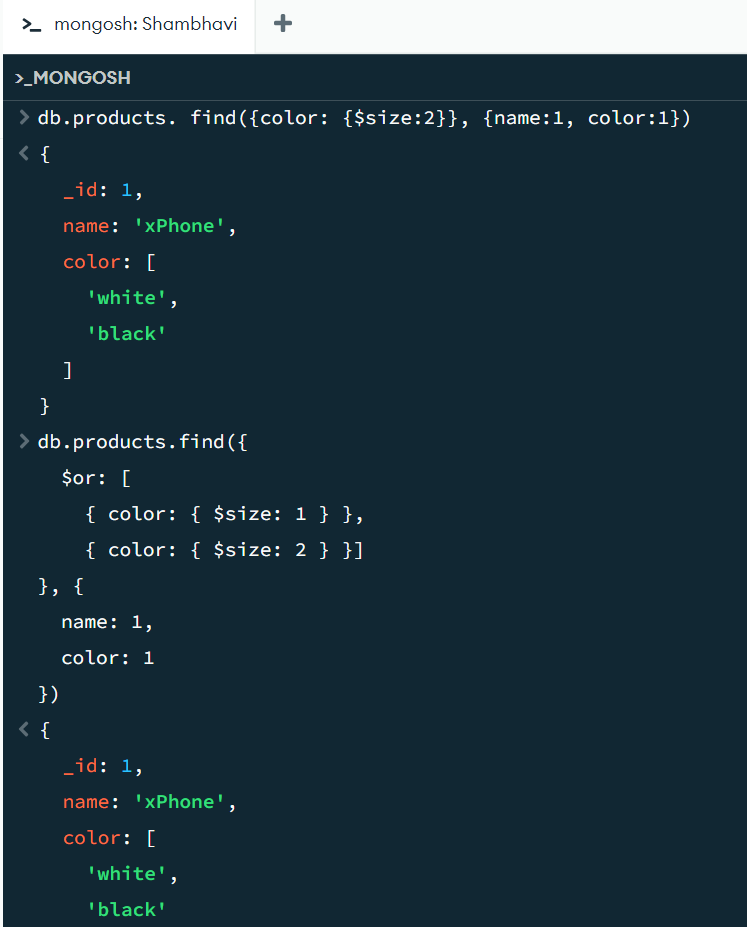 >_ mongosh: Shambhavi +
>_MONGOSH
> db.products. find({color: {$size:2}}, {name:1, color:1})
< {
_id: 1,
name: 'xPhone',
color: [
'white',
'black'
]
}
> db.products.find({
$or: [
{ color: { $size: 1 } },
{ color: { $size: 2 } }]
}, {
name: 1,
color: 1
})
< {
_id: 1,
name: 'xPhone',
color: [
'white',
'black'